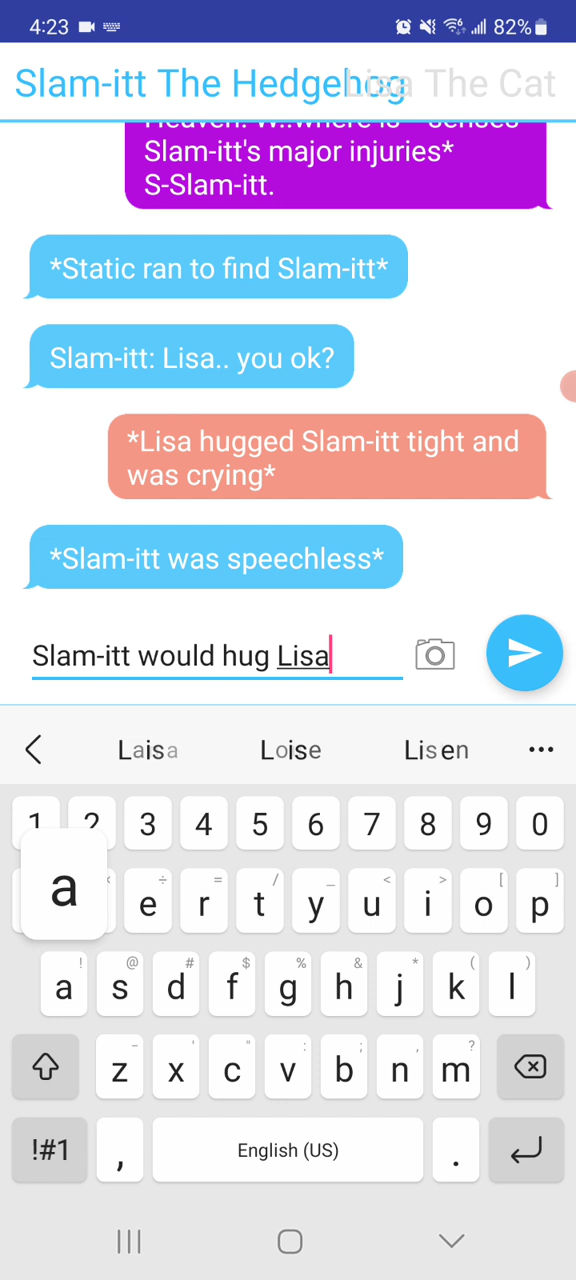 4:23 82%
Slam-itt The Hedgehog Lisa The Cat
Heaven: W..where is *senses
Slam-itt's major injuries*
S-Slam-itt.
*Static ran to find Slam-itt*
Slam-itt: Lisa.. you ok?
*Lisa hugged Slam-itt tight and
was crying*
*Slam-itt was speechless*
Slam-itt would hug Lisa
Laisa Loise Lisen
1 2 3 4 5 6 7 8 9 0
a
e r t y u i o p
÷ = / _ < > [ ]
a s d f g h j k l
! @ # $ % & * ( )
z x c v b n m
- ' " : ; , ?
!#1 , English (US) .